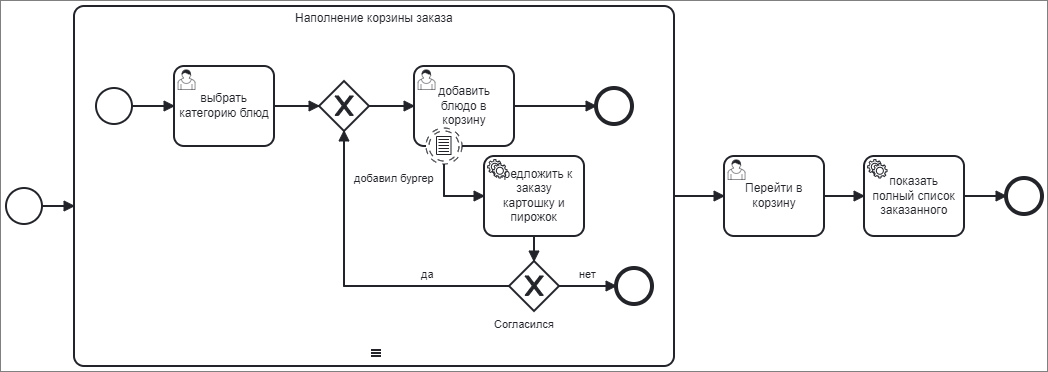 Наполнение корзины заказа
выбрать
категорию блюд
добавить
блюдо в
корзину
добавил бургер
предложить к
заказу
картошку и
пирожок
да
нет
Согласился
Перейти в
корзину
показать
полный список
заказанного